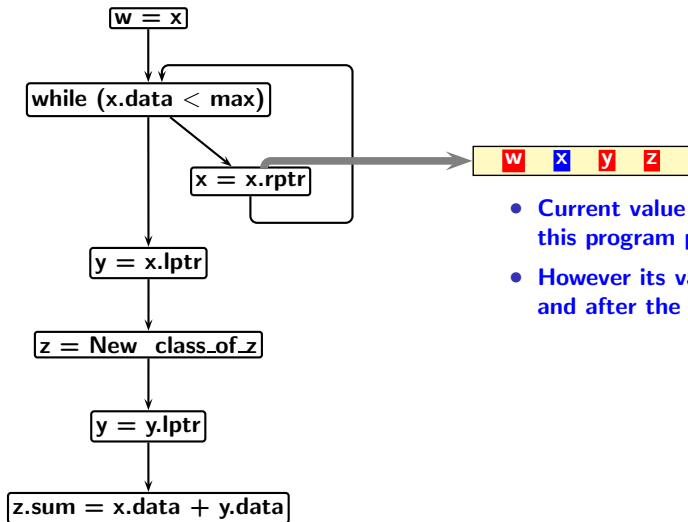 w = x
while (x.data < max)
x = x.rptr
w x y z
y = x.lptr
• Current value
this program p
• However its va
and after the
z = New class_of_z
y = y.lptr
z.sum = x.data + y.data